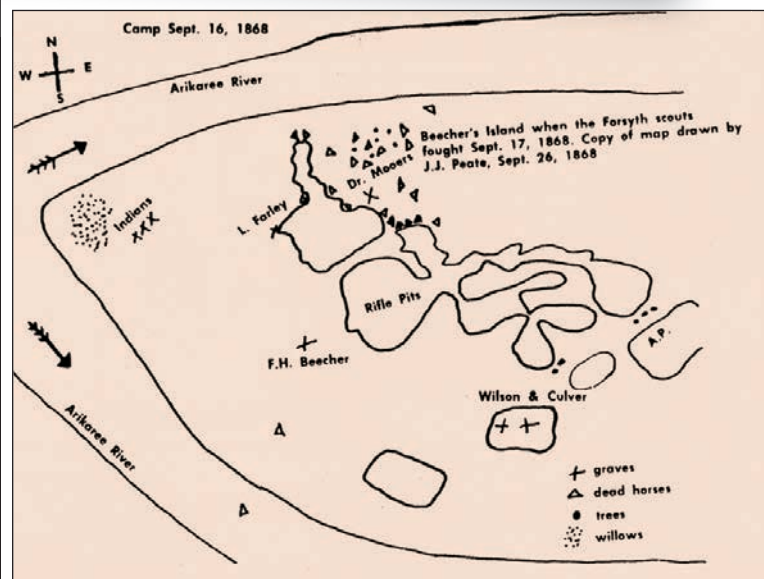 Camp Sept. 16, 1868
N
W E
S
Arikaree River
Beecher's Island when the Forsyth scouts
fought Sept. 17, 1868. Copy of map drawn by
J.J. Peate, Sept. 26, 1868
Dr. Mooers
L. Farley
Indians
Rifle Pits
A.P.
F.H. Beecher
Wilson & Culver
Arikaree River
graves
dead horses
trees
willows